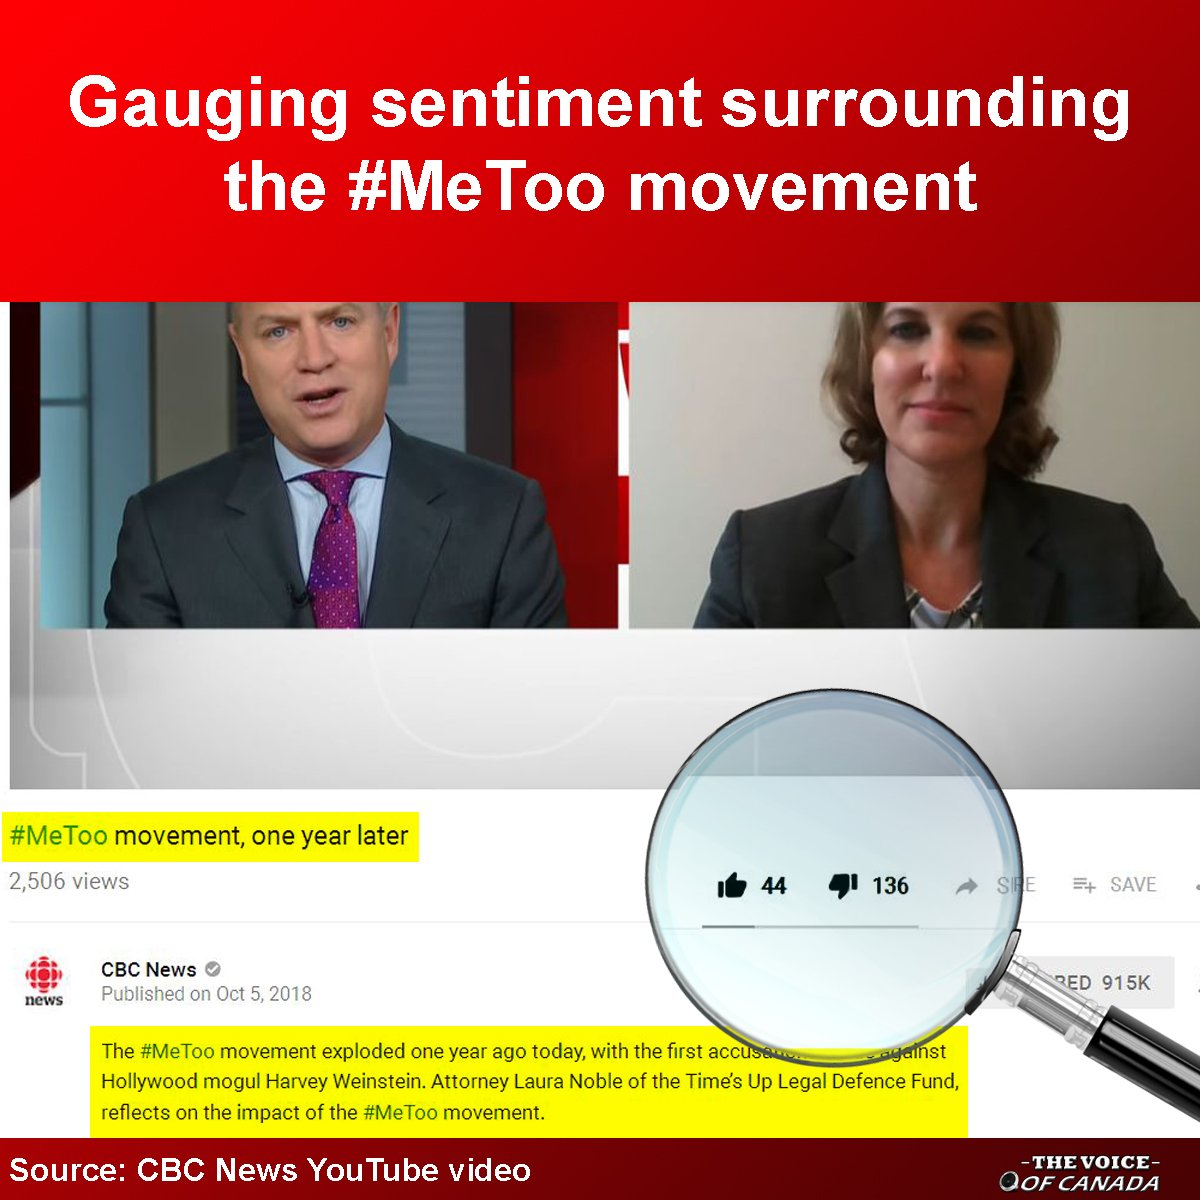 Gauging sentiment surrounding
the #MeToo movement
#MeToo movement, one year later
2,506 views
44 136 SAVE
CBC News
Published on Oct 5, 2018
news
915K
The #MeToo movement exploded one year ago today, with the first against
Hollywood mogul Harvey Weinstein. Attorney Laura Noble of the Time's Up Legal Defence Fund,
reflects on the impact of the #MeToo movement.
Source: CBC News YouTube video
-THE VOICE-
OF CANADA